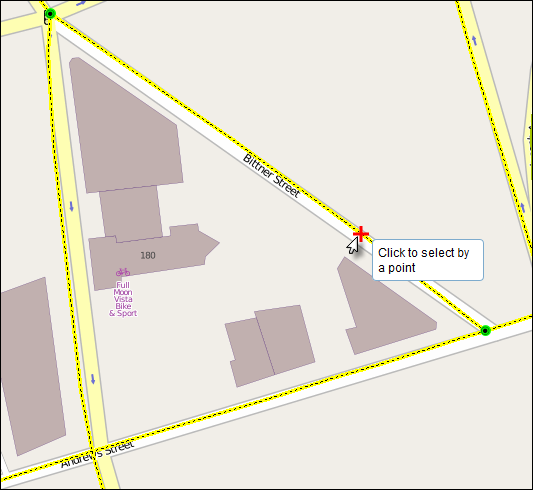 Bittner Street
Click to select by
a point
180
Full
Moon
Vista
Bike
& Sport
Andrews Street